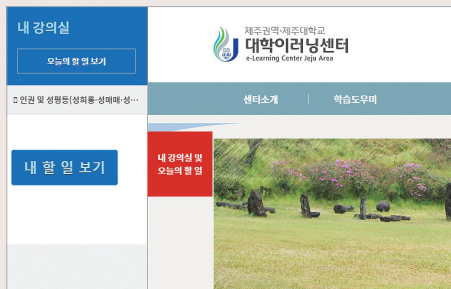 내 강의실
오늘의 할 일 보기
인권 및 성평등(성희롱·성매매·성···
내 할 일 보기
제주권역·제주대학교
대학이러닝센터
e-Learning Center Jeju Area
센터소개
학습도우미
내 강의실 및
오늘의 할 일